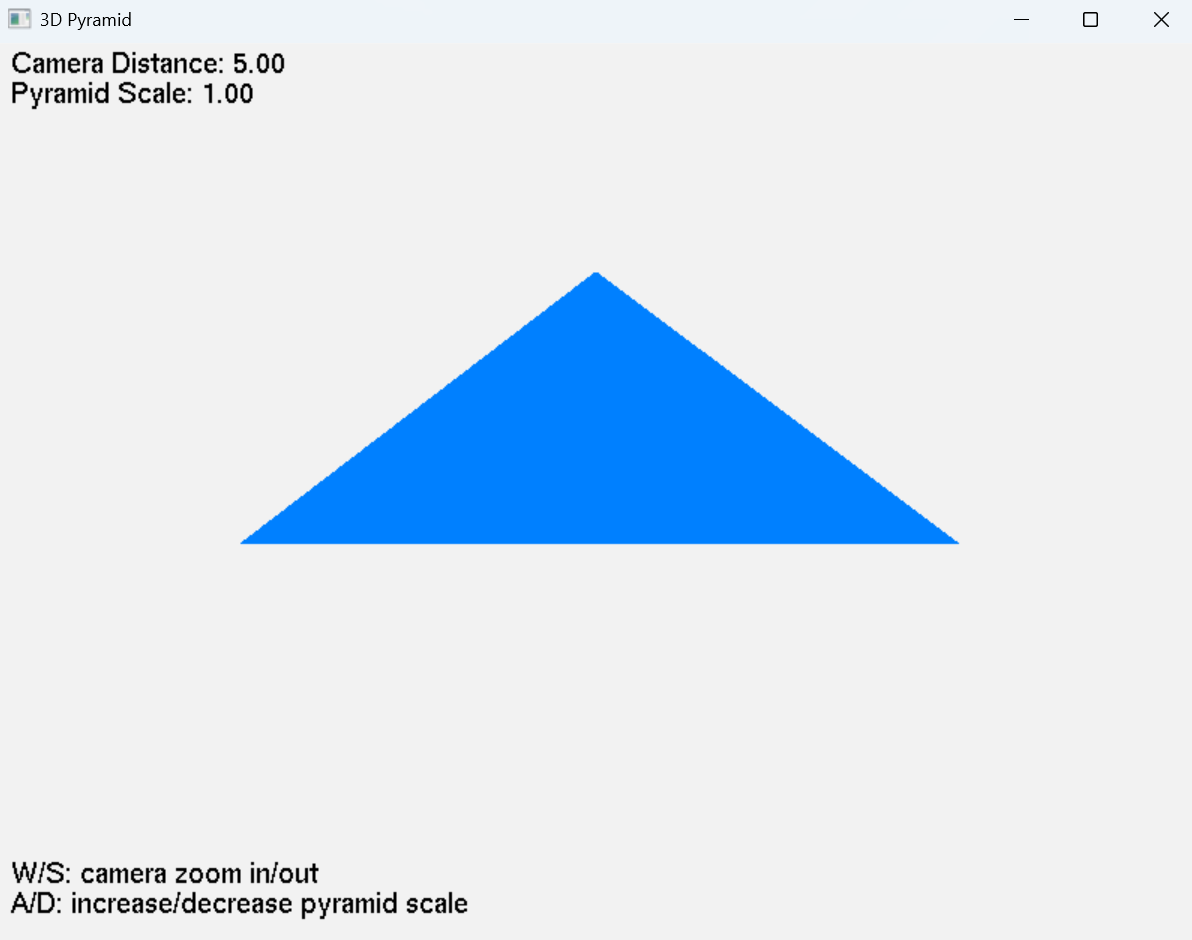 3D Pyramid
Camera Distance: 5.00
Pyramid Scale: 1.00
W/S: camera zoom in/out
A/D: increase/decrease pyramid scale